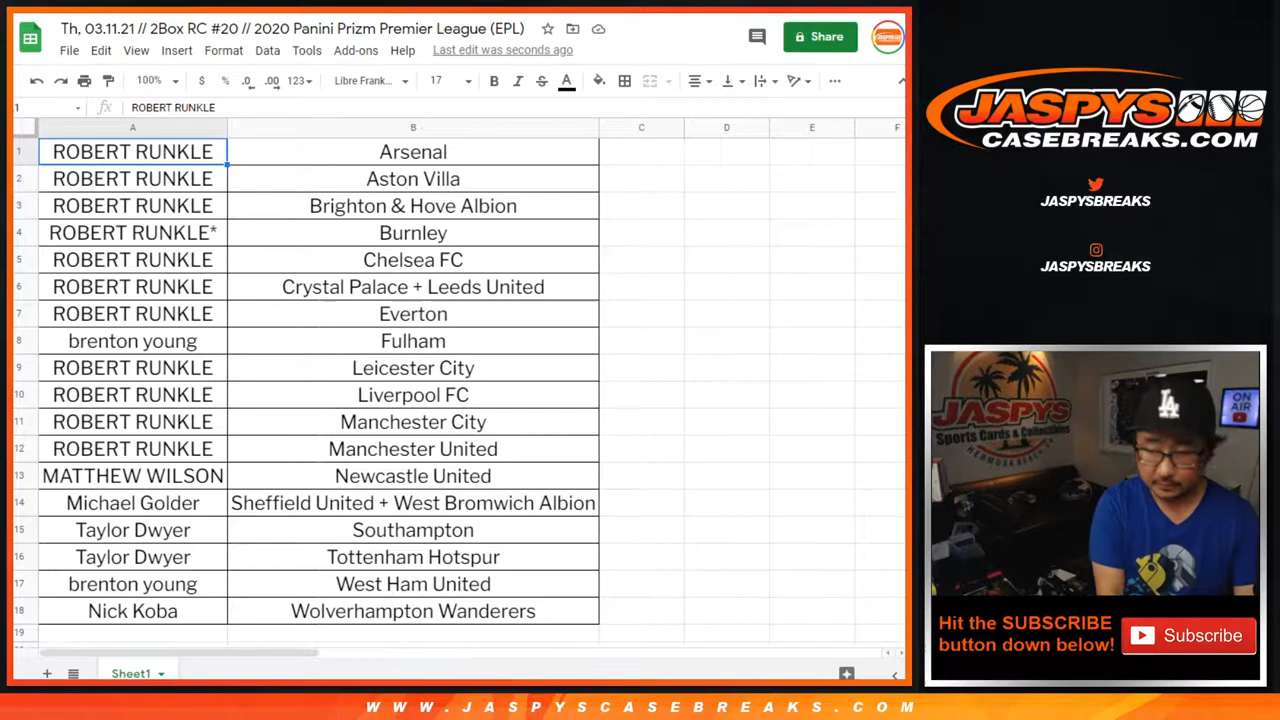 Th, 03.11.21 // 2Box RC #20 // 2020 Panini Prizm Premier League (EPL)
File Edit View Insert Format Data Tools Add-ons Help Last edit was seconds ago
Share
100% $ % .0 .00 123 Libre Frank... 17 B I S A
1 fx ROBERT RUNKLE
A B C D E F
1 ROBERT RUNKLE Arsenal
2 ROBERT RUNKLE Aston Villa
3 ROBERT RUNKLE Brighton & Hove Albion
4 ROBERT RUNKLE* Burnley
5 ROBERT RUNKLE Chelsea FC
6 ROBERT RUNKLE Crystal Palace + Leeds United
7 ROBERT RUNKLE Everton
8 brenton young Fulham
9 ROBERT RUNKLE Leicester City
10 ROBERT RUNKLE Liverpool FC
11 ROBERT RUNKLE Manchester City
12 ROBERT RUNKLE Manchester United
13 MATTHEW WILSON Newcastle United
14 Michael Golder Sheffield United + West Bromwich Albion
15 Taylor Dwyer Southampton
16 Taylor Dwyer Tottenham Hotspur
17 brenton young West Ham United
18 Nick Koba Wolverhampton Wanderers
19
Sheet1
JASPYS
CASEBREAKS.COM
JASPYSBREAKS
JASPYSBREAKS
JASPYS
Sports Cards & Collectibles
HERMOSA BEACH, CA
LA
ON AIR
Hit the SUBSCRIBE
button down below!
Subscribe
WWW.JASPYSCASEBREAKS.COM